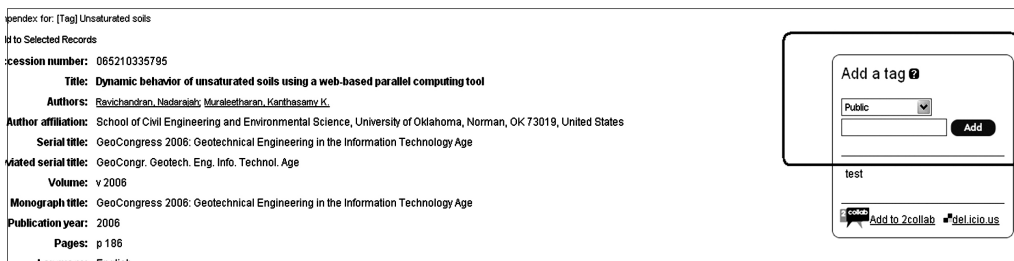 pendex for: [Tag] Unsaturated soils
ld to Selected Records
cession number: 065210335795
Title: Dynamic behavior of unsaturated soils using a web-based parallel computing tool
Authors: Ravichandran, Nadarajah; Muraleetharan, Kanthasamy K.
Author affiliation: School of Civil Engineering and Environmental Science, University of Oklahoma, Norman, OK 73019, United States
Serial title: GeoCongress 2006: Geotechnical Engineering in the Information Technology Age
viated serial title: GeoCongr. Geotech. Eng. Info. Technol. Age
Volume: v 2006
Monograph title: GeoCongress 2006: Geotechnical Engineering in the Information Technology Age
Publication year: 2006
Pages: p 186
Add a tag ?
Public
Add
test
2 collab Add to 2collab del.icio.us